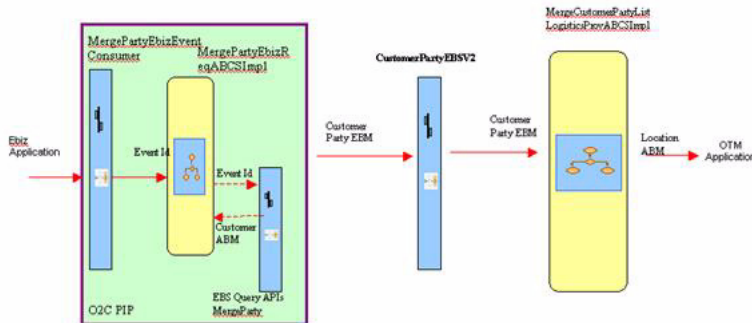 MergePartyEbizEvent
Consumer
MergePartyEbizR
eqABCSImpl
MergeCustomerPartyList
LogisticsProvABCSImpl
CustomerPartyEBSV2
Ebiz
Application
Event Id
Event Id
Customer
ABM
Customer
Party EBM
Customer
Party EBM
Location
ABM
OTM
Application
EBS Query APIs
MergeParty
O2C PIP